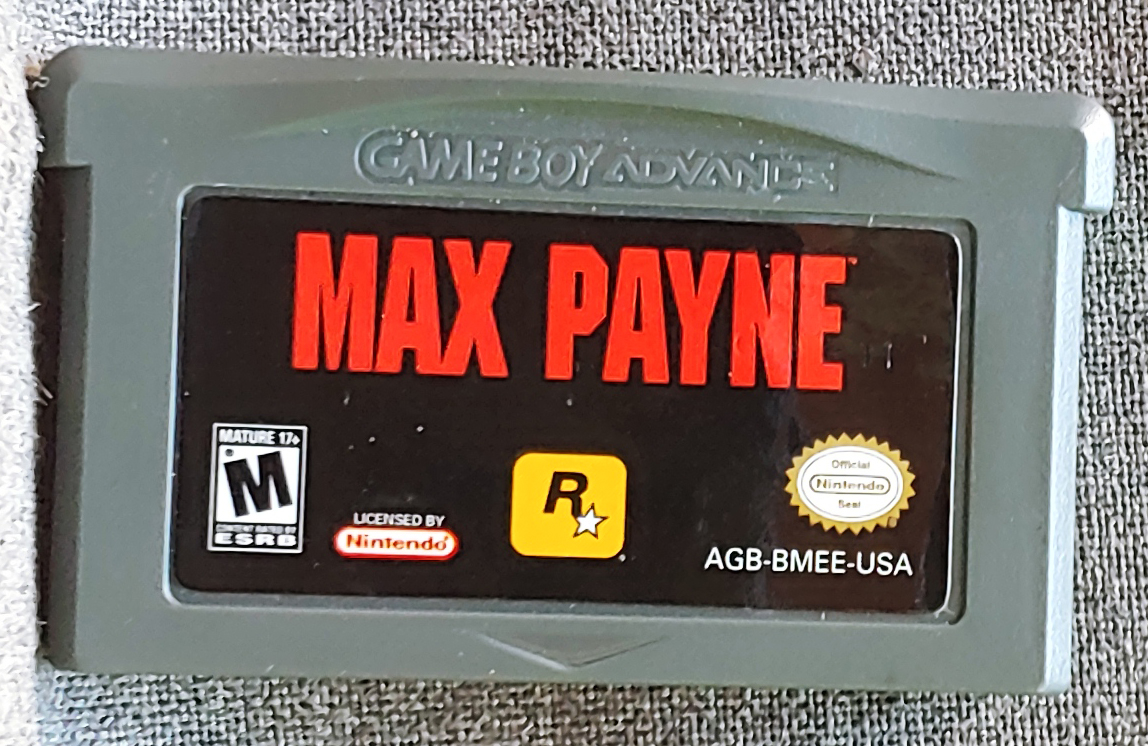 GAME BOY ADVANCE
MAX PAYNE™
MATURE 17+
M
CONTENT RATED BY
ESRB
LICENSED BY
Nintendo
R
Official
Nintendo
Seal
AGB-BMEE-USA